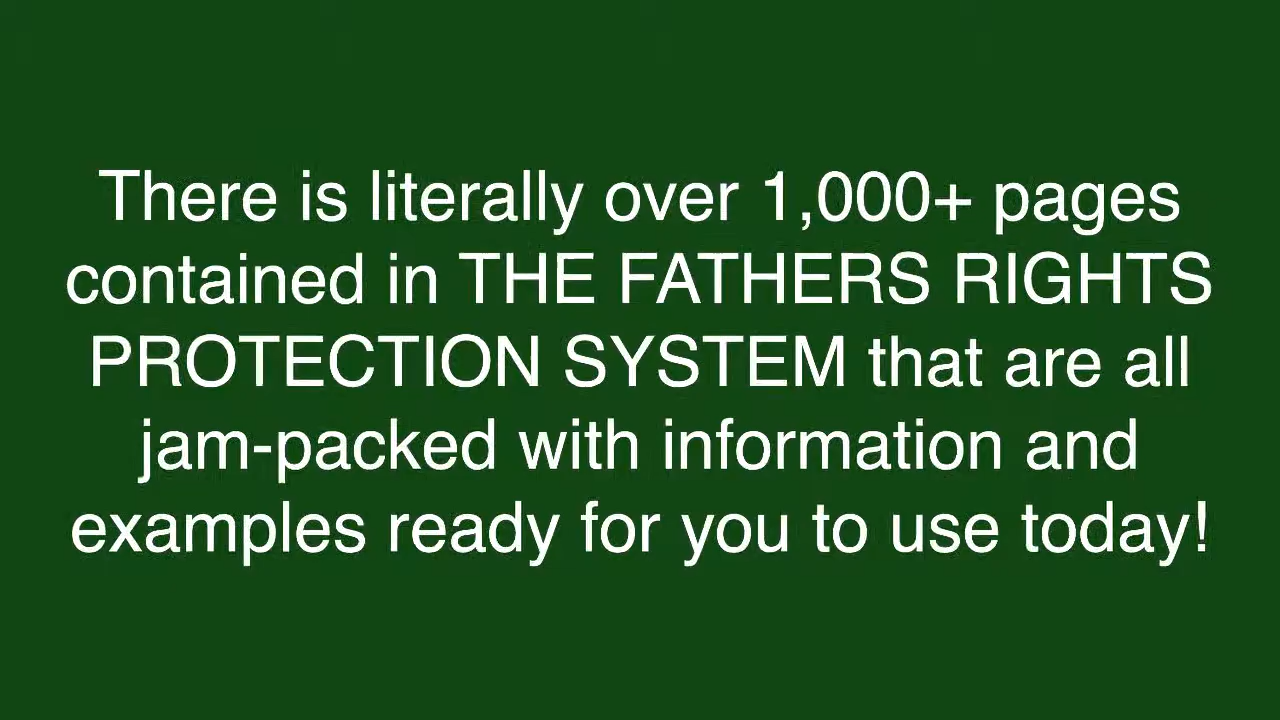 There is literally over 1,000+ pages
contained in THE FATHERS RIGHTS
PROTECTION SYSTEM that are all
jam-packed with information and
examples ready for you to use today!